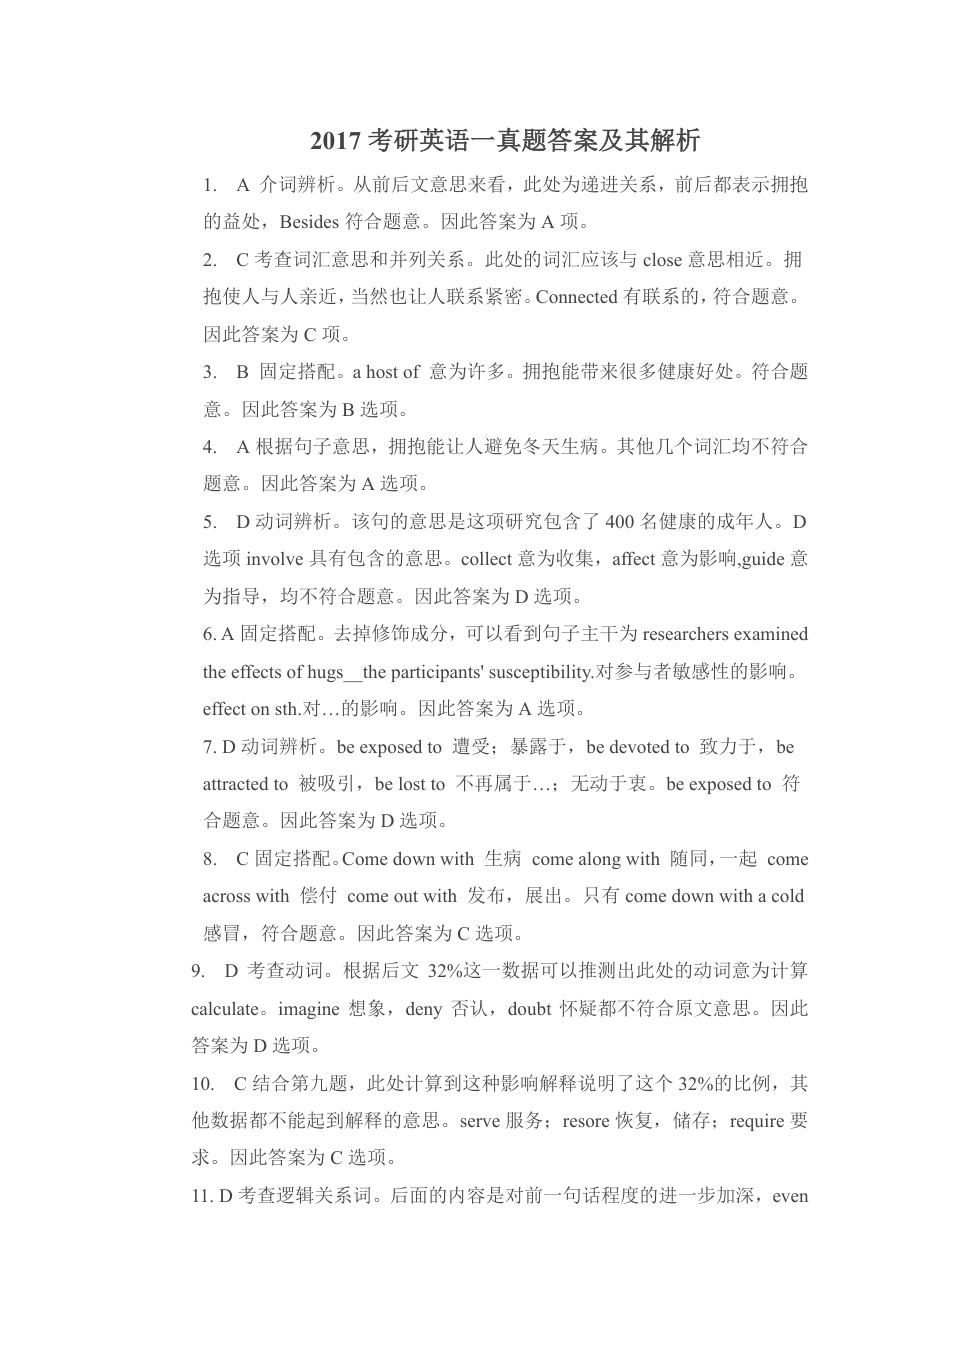 2017 考研英语一真题答案及其解析
1. A 介词辨析。从前后文意思来看，此处为递进关系，前后都表示拥抱
的益处，Besides 符合题意。因此答案为 A 项。
2. C 考查词汇意思和并列关系。此处的词汇应该与 close 意思相近。拥
抱使人与人亲近，当然也让人联系紧密。Connected 有联系的，符合题意。
因此答案为 C 项。
3. B 固定搭配。a host of 意为许多。拥抱能带来很多健康好处。符合题
意。因此答案为 B 选项。
4. A 根据句子意思，拥抱能让人避免冬天生病。其他几个词汇均不符合
题意。因此答案为 A 选项。
5. D 动词辨析。该句的意思是这项研究包含了 400 名健康的成年人。D
选项 involve 具有包含的意思。collect 意为收集，affect 意为影响,guide 意
为指导，均不符合题意。因此答案为 D 选项。
6. A 固定搭配。去掉修饰成分，可以看到句子主干为 researchers examined
the effects of hugs__the participants' susceptibility.对参与者敏感性的影响。
effect on sth.对…的影响。因此答案为 A 选项。
7. D 动词辨析。be exposed to 遭受；暴露于，be devoted to 致力于，be
attracted to 被吸引，be lost to 不再属于…；无动于衷。be exposed to 符
合题意。因此答案为 D 选项。
8. C 固定搭配。Come down with 生病 come along with 随同，一起 come
across with 偿付 come out with 发布，展出。只有 come down with a cold
感冒，符合题意。因此答案为 C 选项。
9. D 考查动词。根据后文 32%这一数据可以推测出此处的动词意为计算
calculate。imagine 想象，deny 否认，doubt 怀疑都不符合原文意思。因此
答案为 D 选项。
10. C 结合第九题，此处计算到这种影响解释说明了这个 32%的比例，其
他数据都不能起到解释的意思。serve 服务；resore 恢复，储存；require 要
求。因此答案为 C 选项。
11. D 考查逻辑关系词。后面的内容是对前一句话程度的进一步加深，even